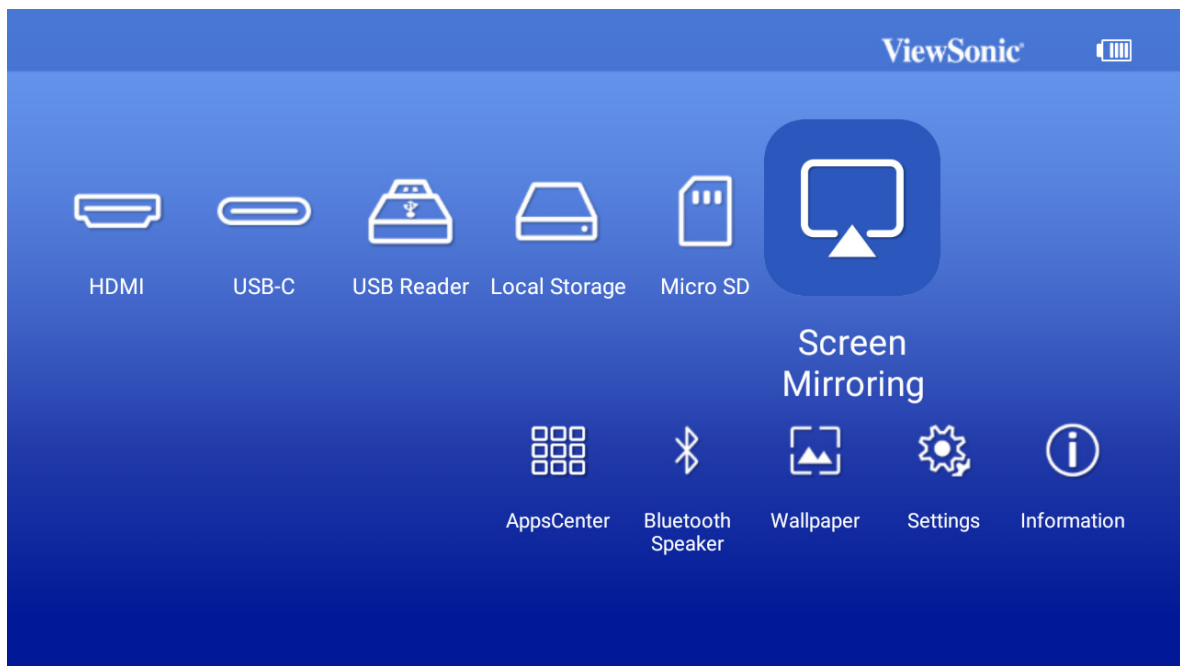 ViewSonic
HDMI
USB-C
USB Reader
Local Storage
Micro SD
Screen
Mirroring
AppsCenter
Bluetooth
Speaker
Wallpaper
Settings
Information